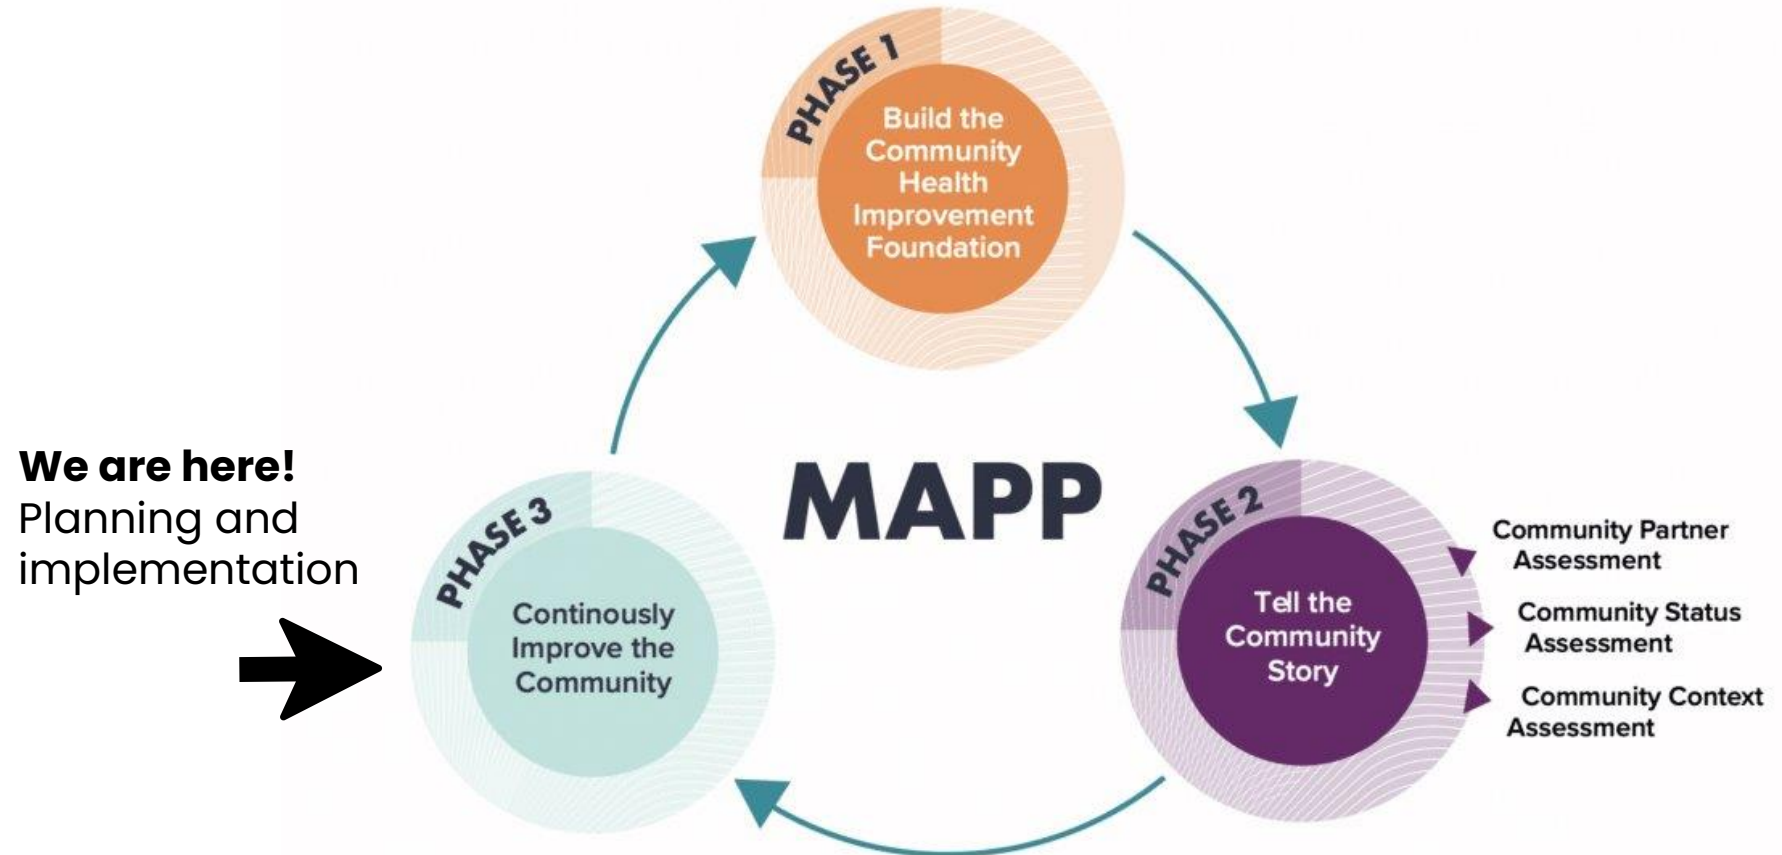 PHASE 1
Build the
Community
Health
Improvement
Foundation
We are here!
Planning and
implementation
MAPP
PHASE 3
Continously
Improve the
Community
PHASE 2
Tell the
Community
Story
Community Partner
Assessment
Community Status
Assessment
Community Context
Assessment